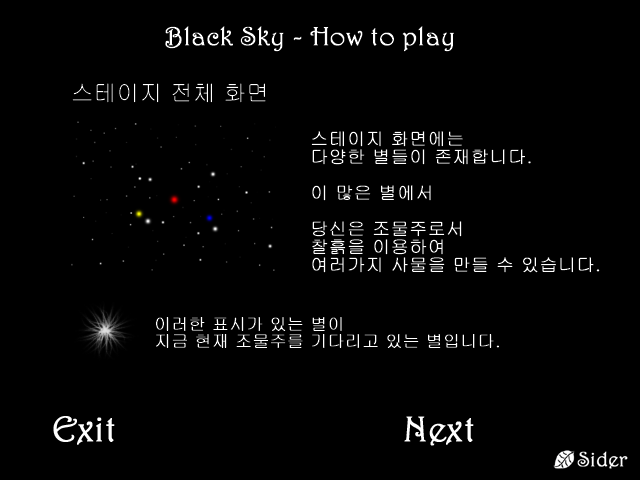 Black Sky - How to play
스테이지 전체 화면
스테이지 화면에는
다양한 별들이 존재합니다.
이 많은 별에서
당신은 조물주로서
찰흙을 이용하여
여러가지 사물을 만들 수 있습니다.
이러한 표시가 있는 별이
지금 현재 조물주를 기다리고 있는 별입니다.
Exit
Next
Sider